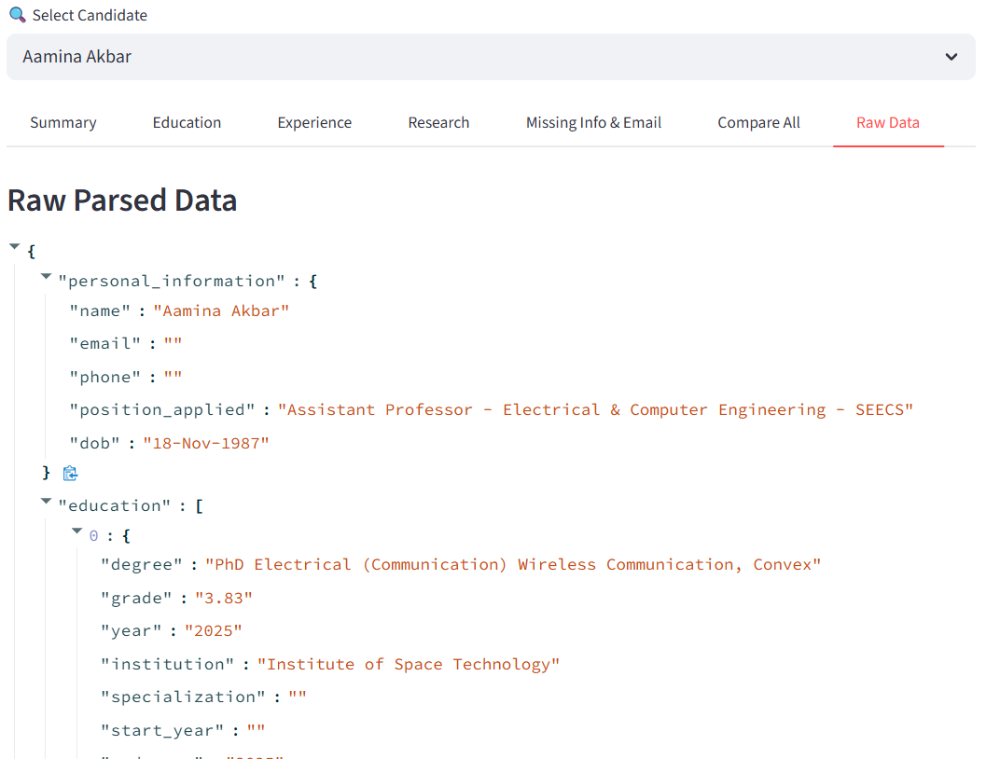 Select Candidate
Aamina Akbar
Summary Education Experience Research Missing Info & Email Compare All Raw Data
Raw Parsed Data
{
"personal_information" : {
"name" : "Aamina Akbar"
"email" : ""
"phone" : ""
"position_applied" : "Assistant Professor - Electrical & Computer Engineering - SEECS"
"dob" : "18-Nov-1987"
}
"education" : [
0 : {
"degree" : "PhD Electrical (Communication) Wireless Communication, Convex"
"grade" : "3.83"
"year" : "2025"
"institution" : "Institute of Space Technology"
"specialization" : ""
"start_year" : ""